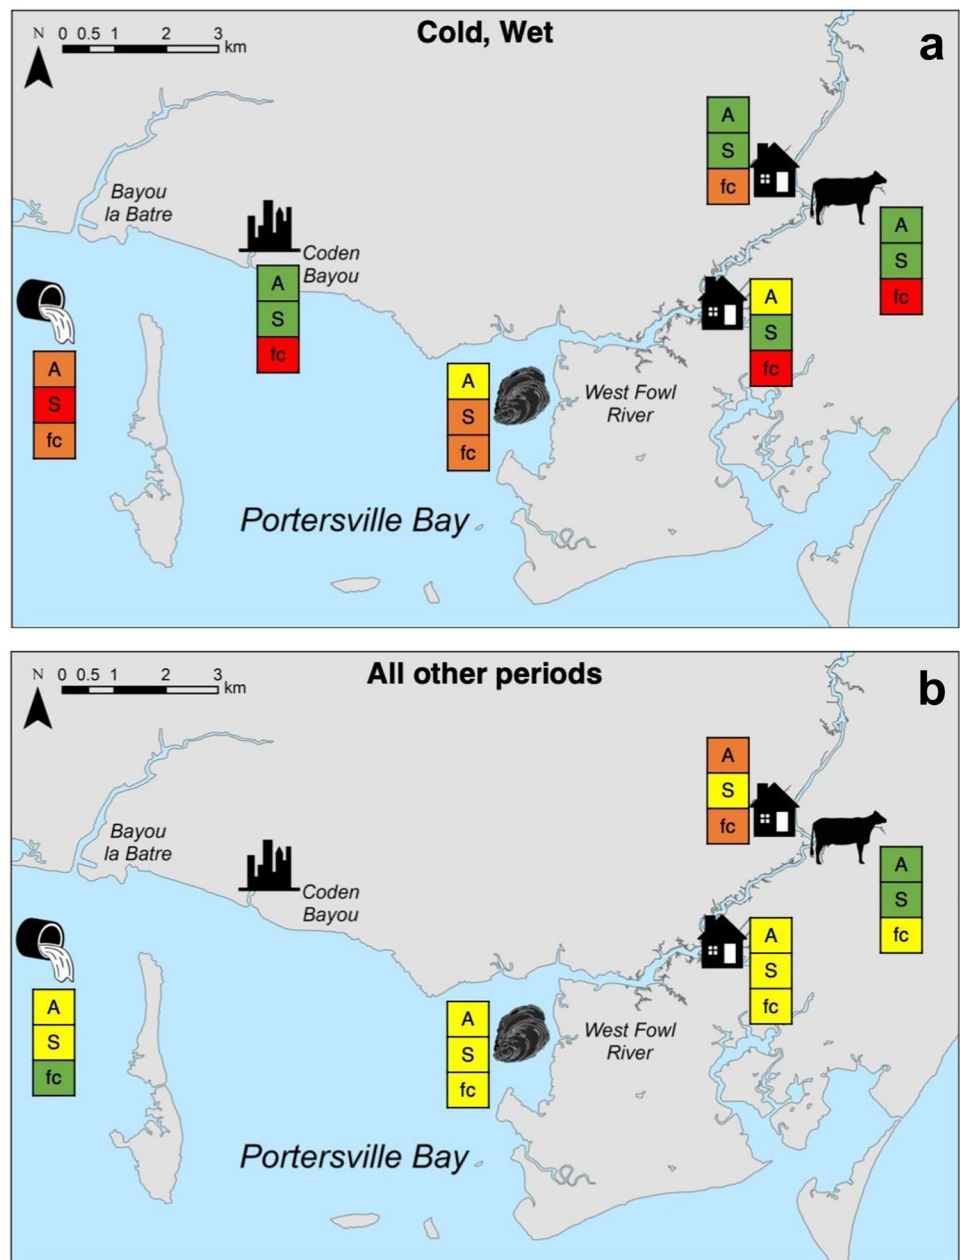 Cold, Wet
a
N
0 0.5 1 2 3
km
A
S
fc
Bayou
la Batre
A
S
fc
Coden
Bayou
A
S
fc
A
S
fc
A
S
fc
West Fowl
River
A
S
fc
Portersville Bay
All other periods
b
N
0 0.5 1 2 3
km
A
S
fc
Bayou
la Batre
A
S
fc
Coden
Bayou
A
S
fc
A
S
fc
A
S
fc
West Fowl
River
Portersville Bay